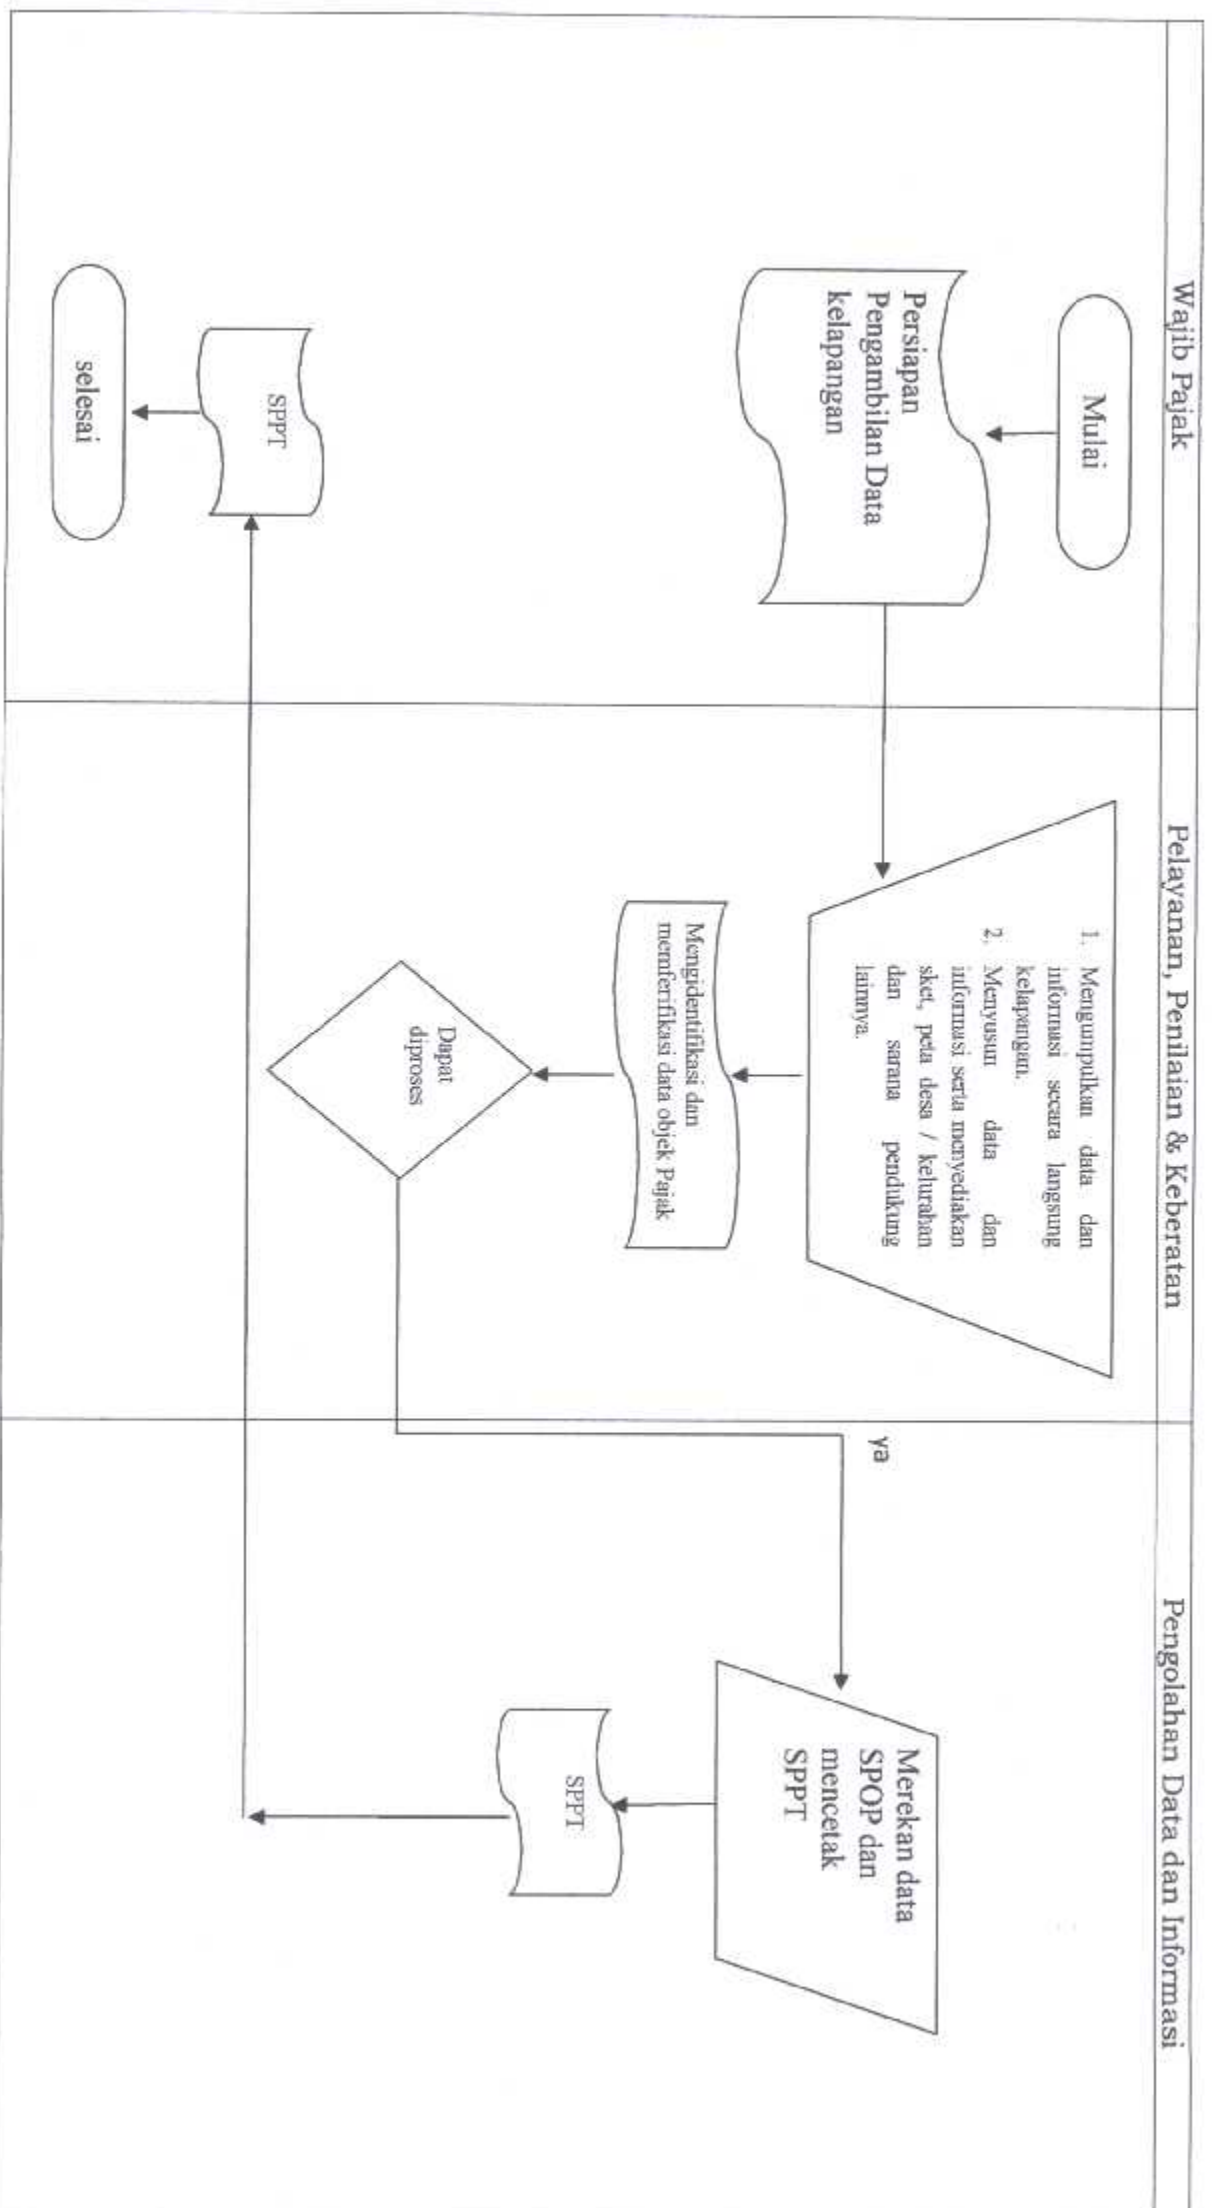 Wajib Pajak
Pelayanan, Penilaian & Keberatan
Pengolahan Data dan Informasi
Mulai
Persiapan
Pengambilan Data
kelapangan
1. Mengumpulkan data dan
informasi secara langsung
kelapangan.
2. Menyusun data dan
informasi serta menyediakan
sket, peta desa / kelurahan
dan sarana pendukung
lainnya.
Mengidentifikasi dan
memferifikasi data objek Pajak
Dapat
diproses
ya
Merekan data
SPOP dan
mencetak
SPPT
SPPT
SPPT
selesai